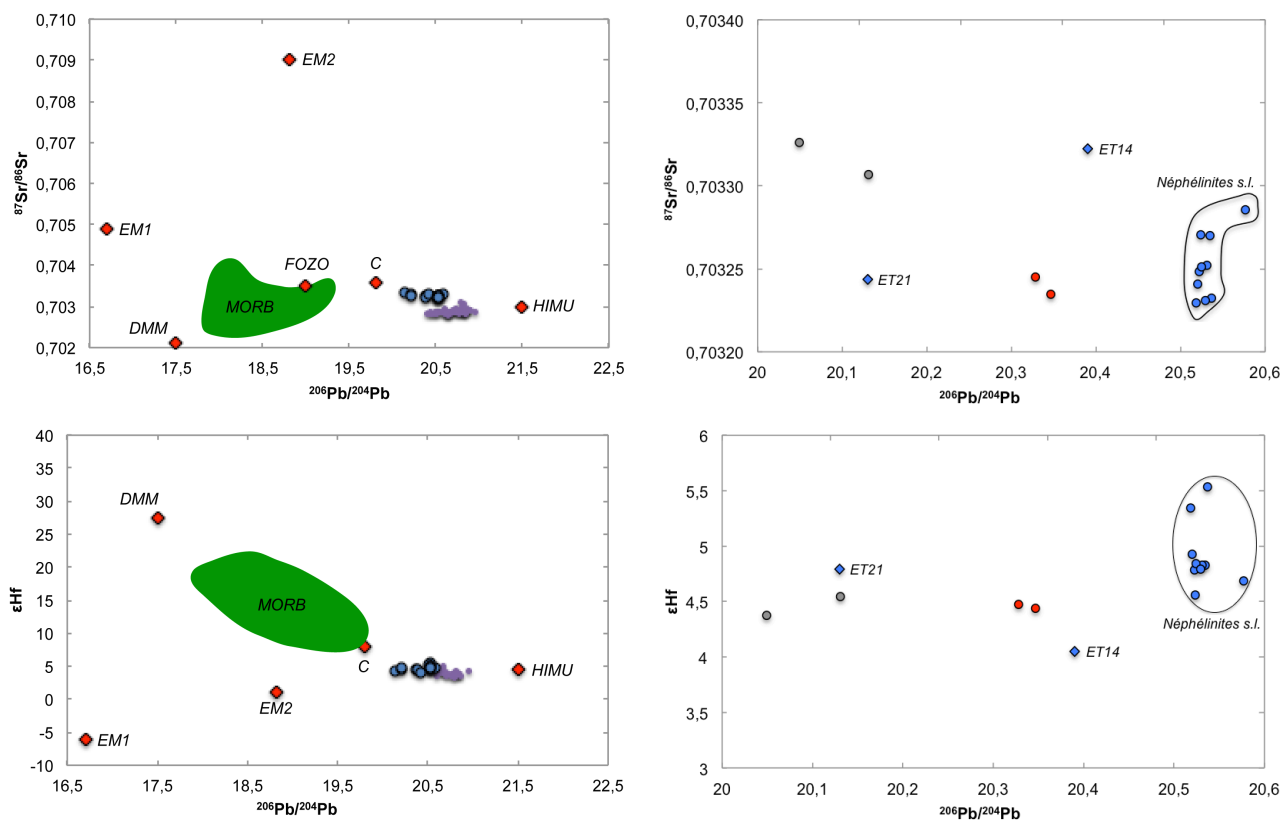 0,710
0,709
0,708
0,707
0,706
0,705
0,704
0,703
0,702
⁸⁷Sr/⁸⁶Sr
EM2
EM1
FOZO
C
MORB
DMM
HIMU
16,5 17,5 18,5 19,5 20,5 21,5 22,5
²⁰⁶Pb/²⁰⁴Pb
0,70340
0,70335
0,70330
0,70325
0,70320
⁸⁷Sr/⁸⁶Sr
ET14
Néphélinites s.l.
ET21
20 20,1 20,2 20,3 20,4 20,5 20,6
²⁰⁶Pb/²⁰⁴Pb
40
35
30
25
20
15
10
5
0
-5
-10
εHf
DMM
MORB
C
HIMU
EM2
EM1
16,5 17,5 18,5 19,5 20,5 21,5 22,5
²⁰⁶Pb/²⁰⁴Pb
6
5,5
5
4,5
4
3,5
3
εHf
ET21
Néphélinites s.l.
ET14
20 20,1 20,2 20,3 20,4 20,5 20,6
²⁰⁶Pb/²⁰⁴Pb